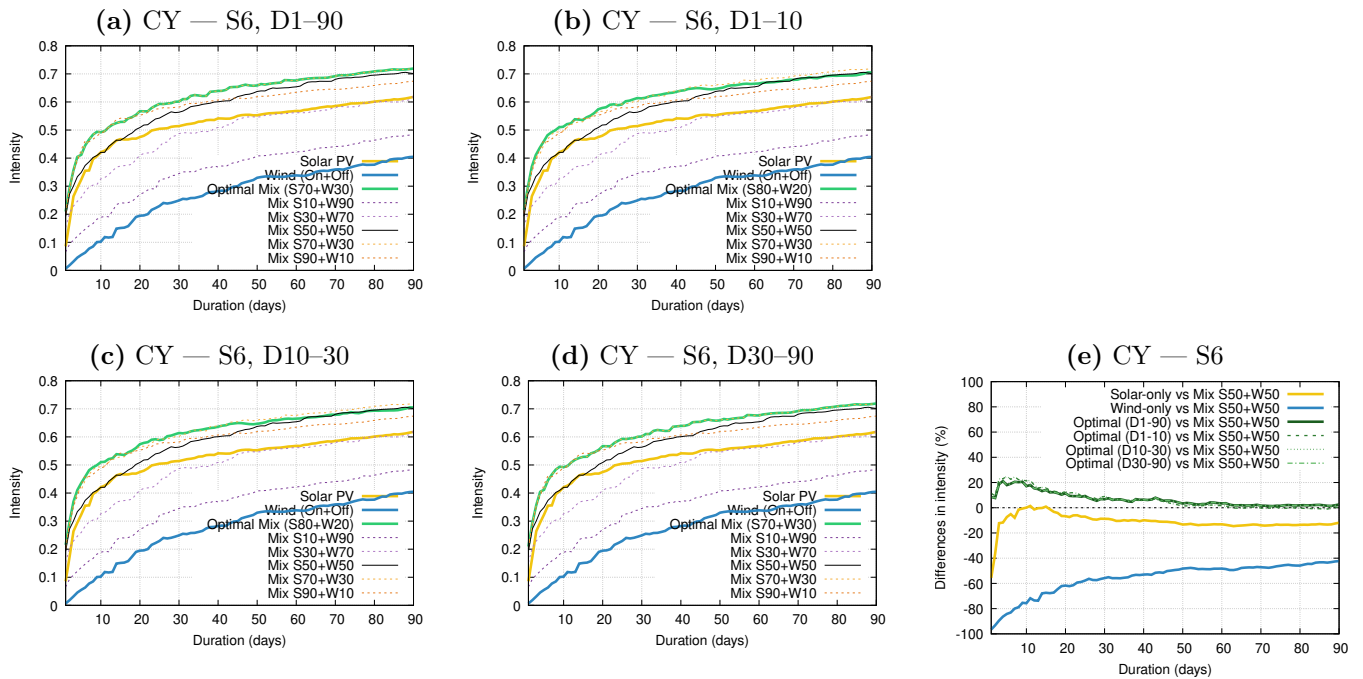 (a) CY — S6, D1–90
0.8
0.7
0.6
0.5
0.4
0.3
0.2
0.1
0
Intensity
Solar PV
Wind (On+Off)
Optimal Mix (S70+W30)
Mix S10+W90
Mix S30+W70
Mix S50+W50
Mix S70+W30
Mix S90+W10
10 20 30 40 50 60 70 80 90
Duration (days)
(b) CY — S6, D1–10
0.8
0.7
0.6
0.5
0.4
0.3
0.2
0.1
0
Intensity
Solar PV
Wind (On+Off)
Optimal Mix (S80+W20)
Mix S10+W90
Mix S30+W70
Mix S50+W50
Mix S70+W30
Mix S90+W10
10 20 30 40 50 60 70 80 90
Duration (days)
(c) CY — S6, D10–30
0.8
0.7
0.6
0.5
0.4
0.3
0.2
0.1
0
Intensity
Solar PV
Wind (On+Off)
Optimal Mix (S80+W20)
Mix S10+W90
Mix S30+W70
Mix S50+W50
Mix S70+W30
Mix S90+W10
10 20 30 40 50 60 70 80 90
Duration (days)
(d) CY — S6, D30–90
0.8
0.7
0.6
0.5
0.4
0.3
0.2
0.1
0
Intensity
Solar PV
Wind (On+Off)
Optimal Mix (S70+W30)
Mix S10+W90
Mix S30+W70
Mix S50+W50
Mix S70+W30
Mix S90+W10
10 20 30 40 50 60 70 80 90
Duration (days)
(e) CY — S6
100
80
60
40
20
0
-20
-40
-60
-80
-100
Differences in intensity (%)
Solar-only vs Mix S50+W50
Wind-only vs Mix S50+W50
Optimal (D1-90) vs Mix S50+W50
Optimal (D1-10) vs Mix S50+W50
Optimal (D10-30) vs Mix S50+W50
Optimal (D30-90) vs Mix S50+W50
10 20 30 40 50 60 70 80 90
Duration (days)